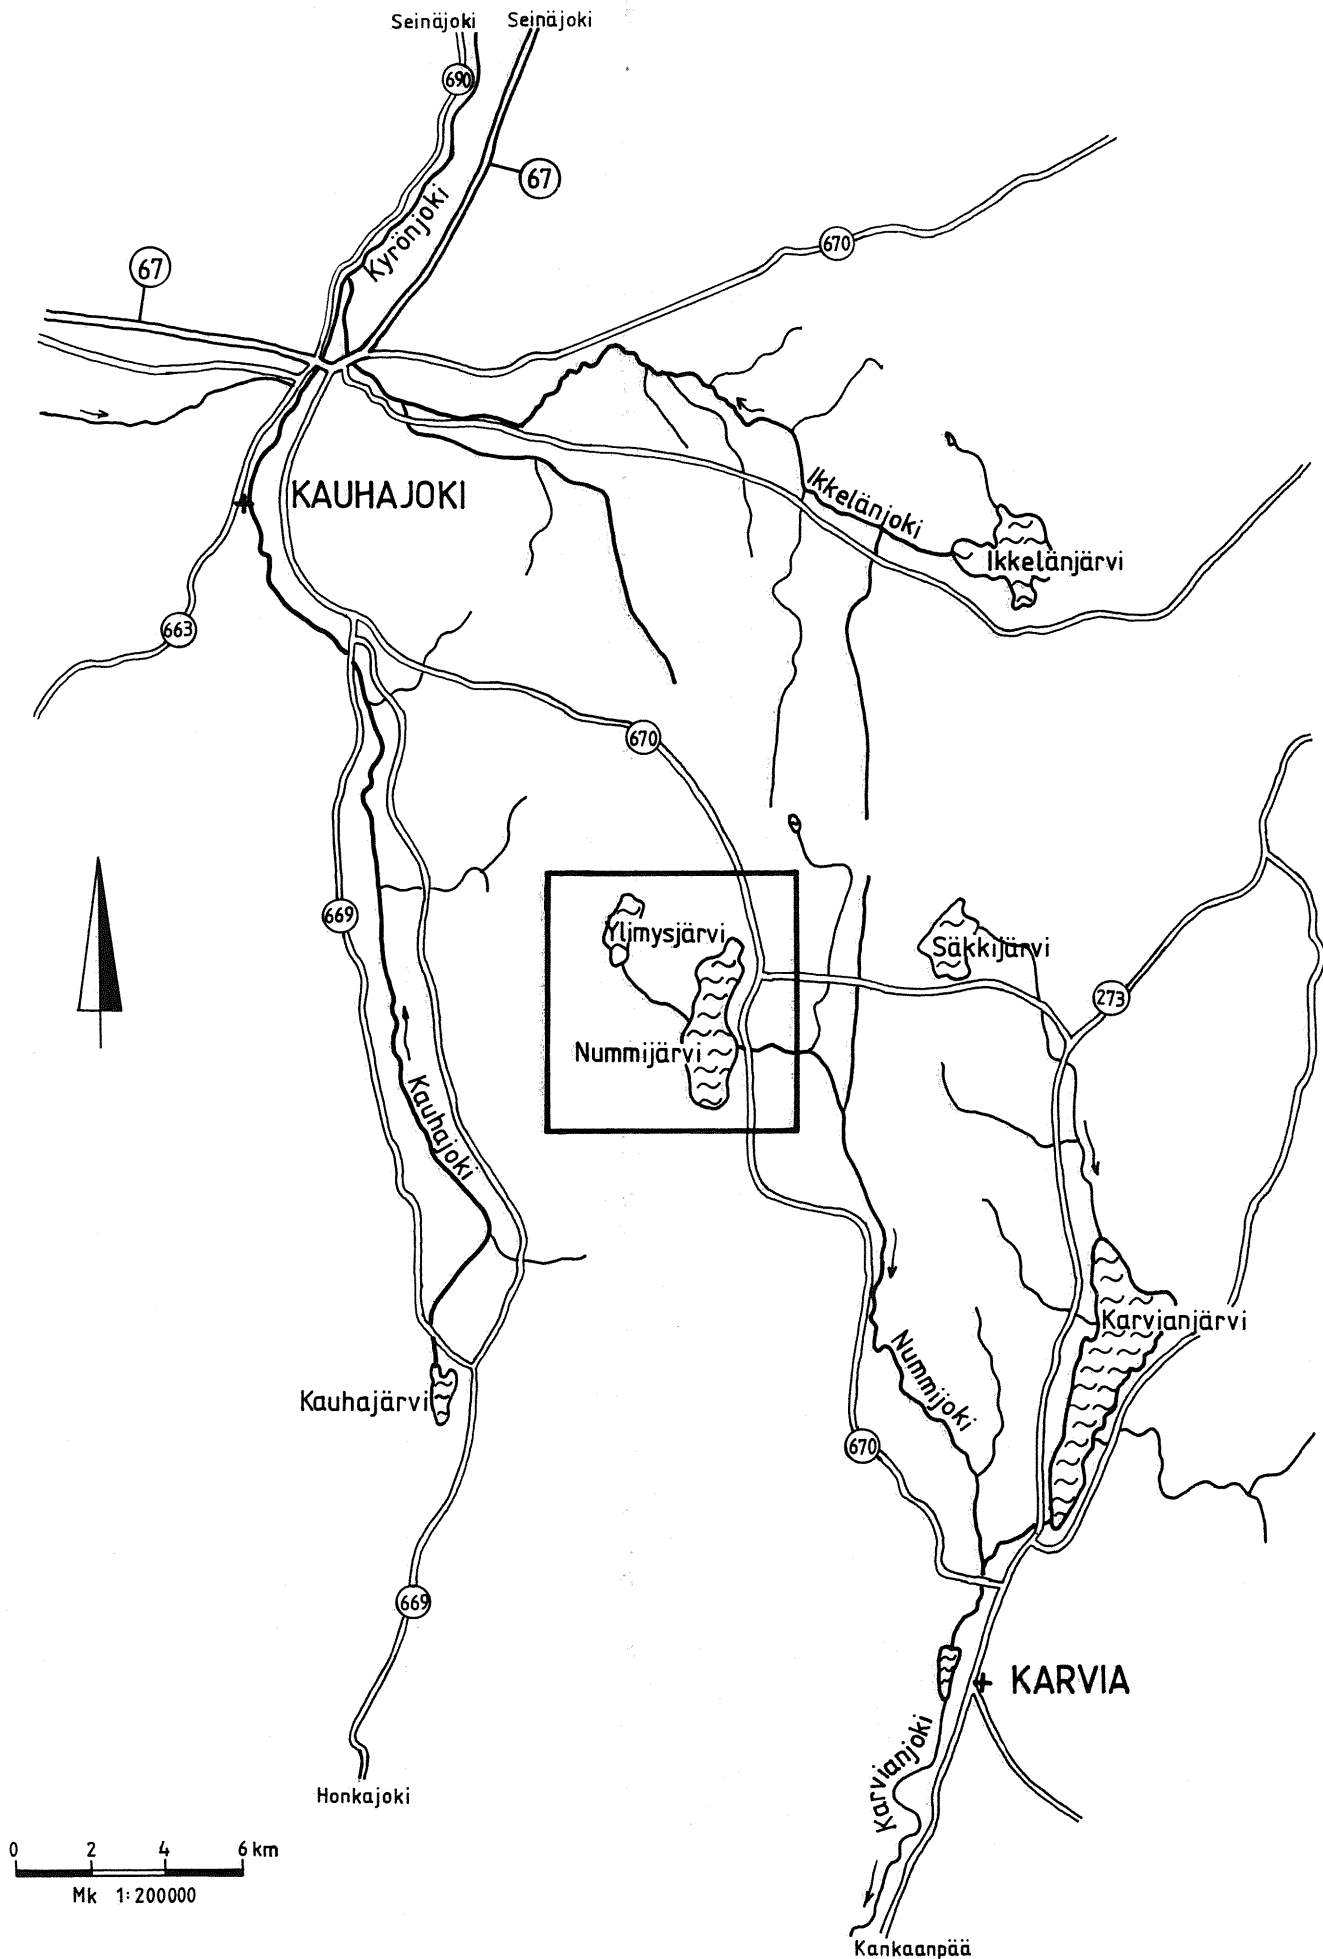 Seinäjoki
Seinäjoki
690
67
Kyrönjoki
670
67
Ikkelänjoki
KAUHAJOKI
Ikkelänjärvi
663
670
669
Ylimysjärvi
Säkkijärvi
273
Nummijärvi
Kauhajoki
Karvianjärvi
Nummijoki
Kauhajärvi
670
669
KARVIA
Karvianjoki
Honkajoki
0 2 4 6 km
Mk 1:200000
Kankaanpää